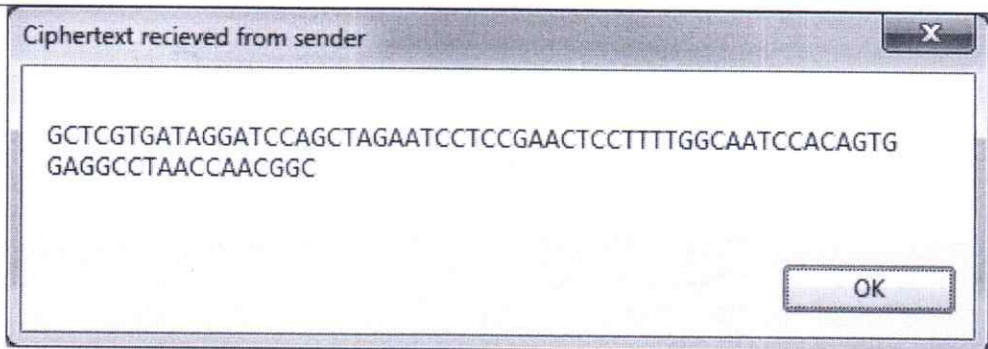 Ciphertext recieved from sender
GCTCGTGATAGGATCCAGCTAGAATCCTCCGAACTCCTTTTGGCAATCCACAGTG
GAGGCCTAACCAACGGC
OK